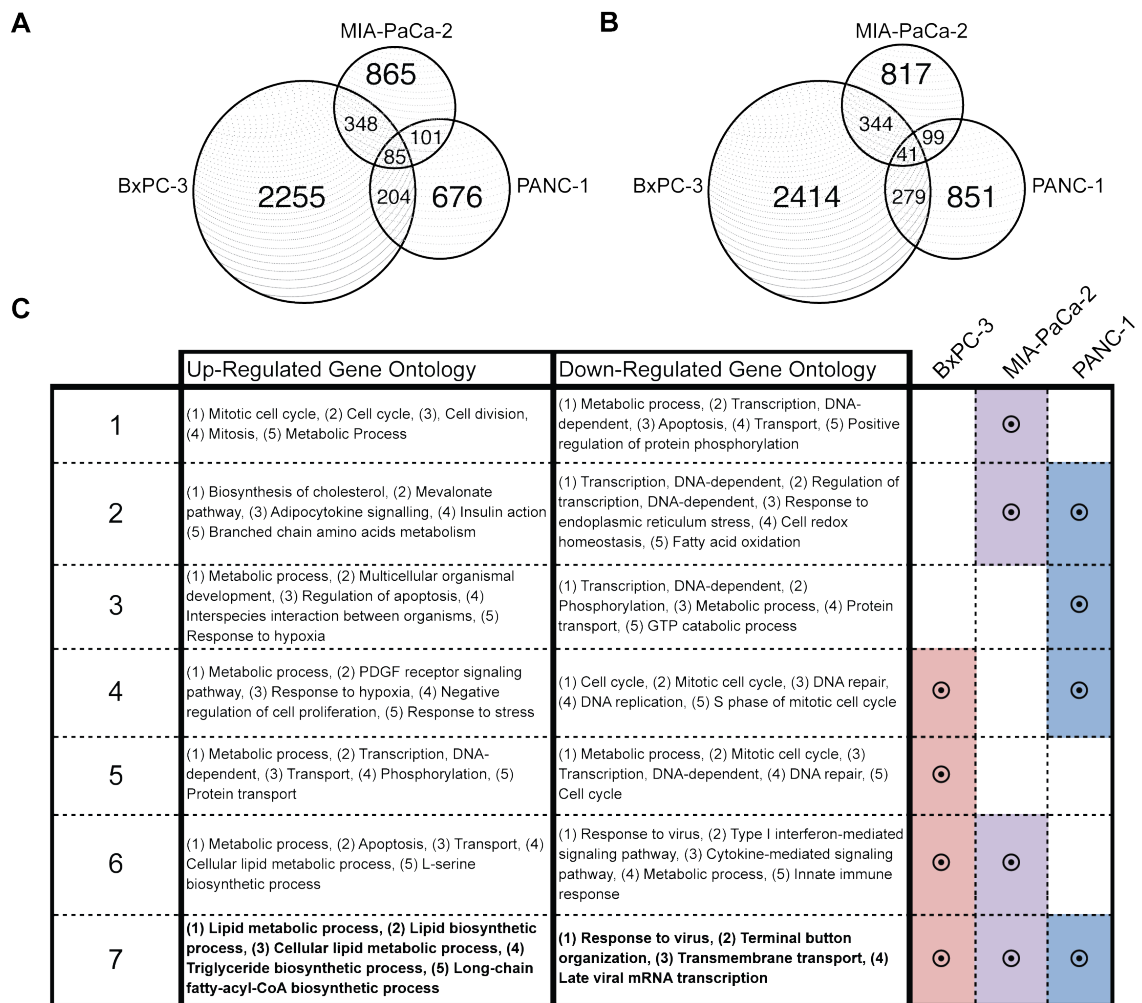 A
MIA-PaCa-2
865
348
101
85
BxPC-3
2255
204
676
PANC-1
B
MIA-PaCa-2
817
344
99
41
BxPC-3
2414
279
851
PANC-1
C
BxPC-3
MIA-PaCa-2
PANC-1
Up-Regulated Gene Ontology
Down-Regulated Gene Ontology
1
(1) Mitotic cell cycle, (2) Cell cycle, (3), Cell division,
(4) Mitosis, (5) Metabolic Process
(1) Metabolic process, (2) Transcription, DNA-
dependent, (3) Apoptosis, (4) Transport, (5) Positive
regulation of protein phosphorylation
2
(1) Biosynthesis of cholesterol, (2) Mevalonate
pathway, (3) Adipocytokine signalling, (4) Insulin action
(5) Branched chain amino acids metabolism
(1) Transcription, DNA-dependent, (2) Regulation of
transcription, DNA-dependent, (3) Response to
endoplasmic reticulum stress, (4) Cell redox
homeostasis, (5) Fatty acid oxidation
3
(1) Metabolic process, (2) Multicellular organismal
development, (3) Regulation of apoptosis, (4)
Interspecies interaction between organisms, (5)
Response to hypoxia
(1) Transcription, DNA-dependent, (2)
Phosphorylation, (3) Metabolic process, (4) Protein
transport, (5) GTP catabolic process
4
(1) Metabolic process, (2) PDGF receptor signaling
pathway, (3) Response to hypoxia, (4) Negative
regulation of cell proliferation, (5) Response to stress
(1) Cell cycle, (2) Mitotic cell cycle, (3) DNA repair,
(4) DNA replication, (5) S phase of mitotic cell cycle
5
(1) Metabolic process, (2) Transcription, DNA-
dependent, (3) Transport, (4) Phosphorylation, (5)
Protein transport
(1) Metabolic process, (2) Mitotic cell cycle, (3)
Transcription, DNA-dependent, (4) DNA repair, (5)
Cell cycle
6
(1) Metabolic process, (2) Apoptosis, (3) Transport, (4)
Cellular lipid metabolic process, (5) L-serine
biosynthetic process
(1) Response to virus, (2) Type I interferon-mediated
signaling pathway, (3) Cytokine-mediated signaling
pathway, (4) Metabolic process, (5) Innate immune
response
7
(1) Lipid metabolic process, (2) Lipid biosynthetic
process, (3) Cellular lipid metabolic process, (4)
Triglyceride biosynthetic process, (5) Long-chain
fatty-acyl-CoA biosynthetic process
(1) Response to virus, (2) Terminal button
organization, (3) Transmembrane transport, (4)
Late viral mRNA transcription